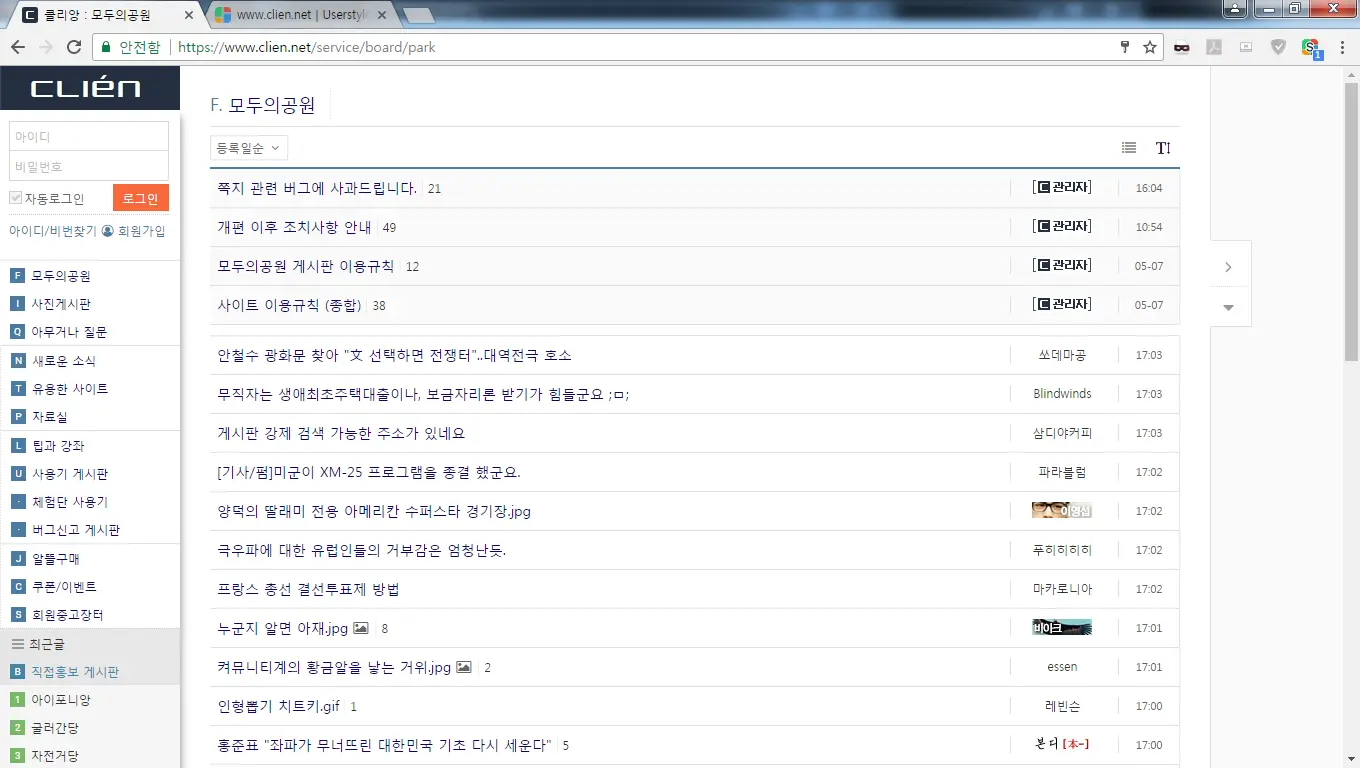 클리앙 : 모두의공원
www.clien.net | Userstyle
안전함 | https://www.clien.net/service/board/park
CLIÉN
아이디
비밀번호
자동로그인 로그인
아이디/비번찾기 회원가입
F 모두의공원
I 사진게시판
Q 아무거나 질문
N 새로운 소식
T 유용한 사이트
P 자료실
L 팁과 강좌
U 사용기 게시판
· 체험단 사용기
· 버그신고 게시판
J 알뜰구매
C 쿠폰/이벤트
S 회원중고장터
최근글
B 직접홍보 게시판
1 아이포니앙
2 굴러간당
3 자전거당
F. 모두의공원
등록일순
쪽지 관련 버그에 사과드립니다. 21 [C 관리자] 16:04
개편 이후 조치사항 안내 49 [C 관리자] 10:54
모두의공원 게시판 이용규칙 12 [C 관리자] 05-07
사이트 이용규칙 (종합) 38 [C 관리자] 05-07
안철수 광화문 찾아 "文 선택하면 전쟁터"..대역전극 호소 쏘데마공 17:03
무직자는 생애최초주택대출이나, 보금자리론 받기가 힘들군요 ;ㅁ; Blindwinds 17:03
게시판 강제 검색 가능한 주소가 있네요 삼디야커피 17:03
[기사/펌]미군이 XM-25 프로그램을 종결 했군요. 파라블럼 17:02
양덕의 딸래미 전용 아메리칸 수퍼스타 경기장.jpg 이영섭 17:02
극우파에 대한 유럽인들의 거부감은 엄청난듯. 푸히히히히 17:02
프랑스 총선 결선투표제 방법 마카로니아 17:02
누군지 알면 아재.jpg 8 바이크 17:01
켜뮤니티계의 황금알을 낳는 거위.jpg 2 essen 17:01
인형뽑기 치트키.gif 1 레빈슨 17:00
홍준표 "좌파가 무너뜨린 대한민국 기초 다시 세운다" 5 본디 [本-] 17:00